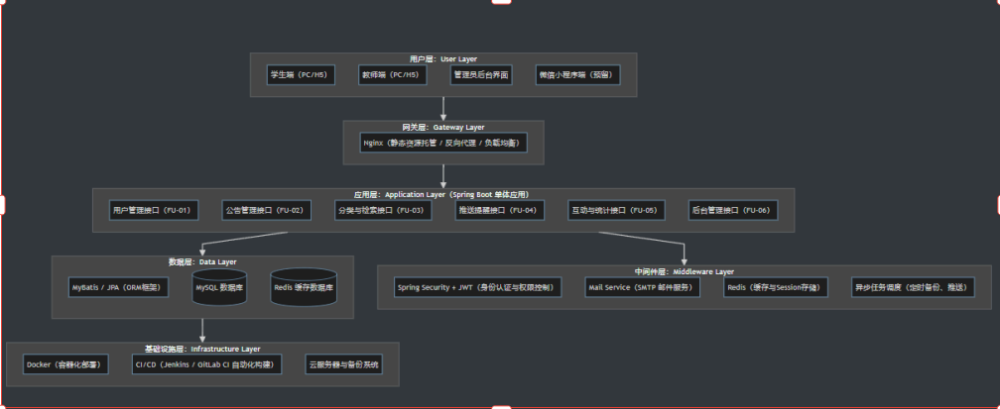 用户层：User Layer
学生端（PC/H5）
教师端（PC/H5）
管理员后台界面
微信小程序端（预留）
网关层：Gateway Layer
Nginx（静态资源托管 / 反向代理 / 负载均衡）
应用层：Application Layer（Spring Boot 单体应用）
用户管理接口（FU-01）
公告管理接口（FU-02）
分类与检索接口（FU-03）
推送提醒接口（FU-04）
互动与统计接口（FU-05）
后台管理接口（FU-06）
数据层：Data Layer
MyBatis / JPA（ORM框架）
MySQL 数据库
Redis 缓存数据库
中间件层：Middleware Layer
Spring Security + JWT（身份认证与权限控制）
Mail Service（SMTP 邮件服务）
Redis（缓存与Session存储）
异步任务调度（定时备份、推送）
基础设施层：Infrastructure Layer
Docker（容器化部署）
CI/CD（Jenkins / GitLab CI 自动化构建）
云服务器与备份系统